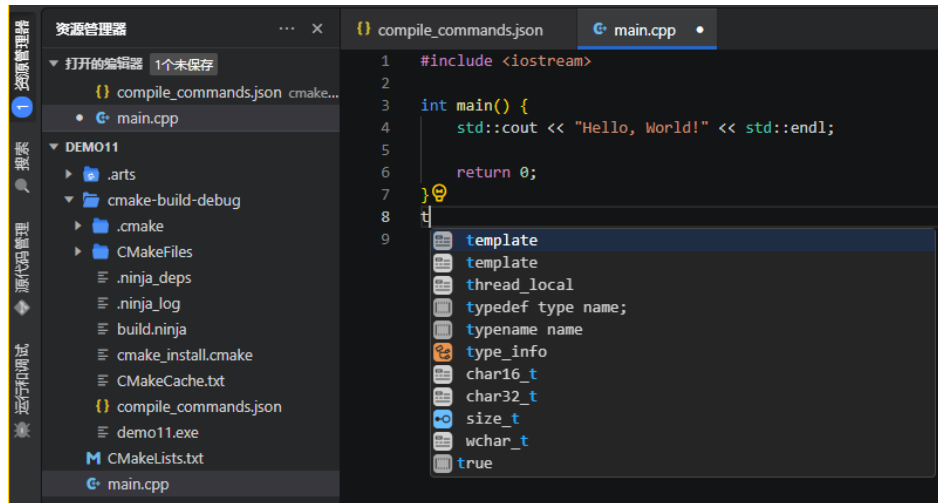 资源管理器
搜索
源代码管理
运行和调试
1
资源管理器 ··· ×
打开的编辑器 1个未保存
{} compile_commands.json cmake...
main.cpp
DEMO11
.arts
cmake-build-debug
.cmake
CMakeFiles
.ninja_deps
.ninja_log
build.ninja
cmake_install.cmake
CMakeCache.txt
{} compile_commands.json
demo11.exe
CMakeLists.txt
main.cpp
{} compile_commands.json
main.cpp
1 #include <iostream>
2
3 int main() {
4 std::cout << "Hello, World!" << std::endl;
5
6 return 0;
7 }
8 t
9
template
template
thread_local
typedef type name;
typename name
type_info
char16_t
char32_t
size_t
wchar_t
true